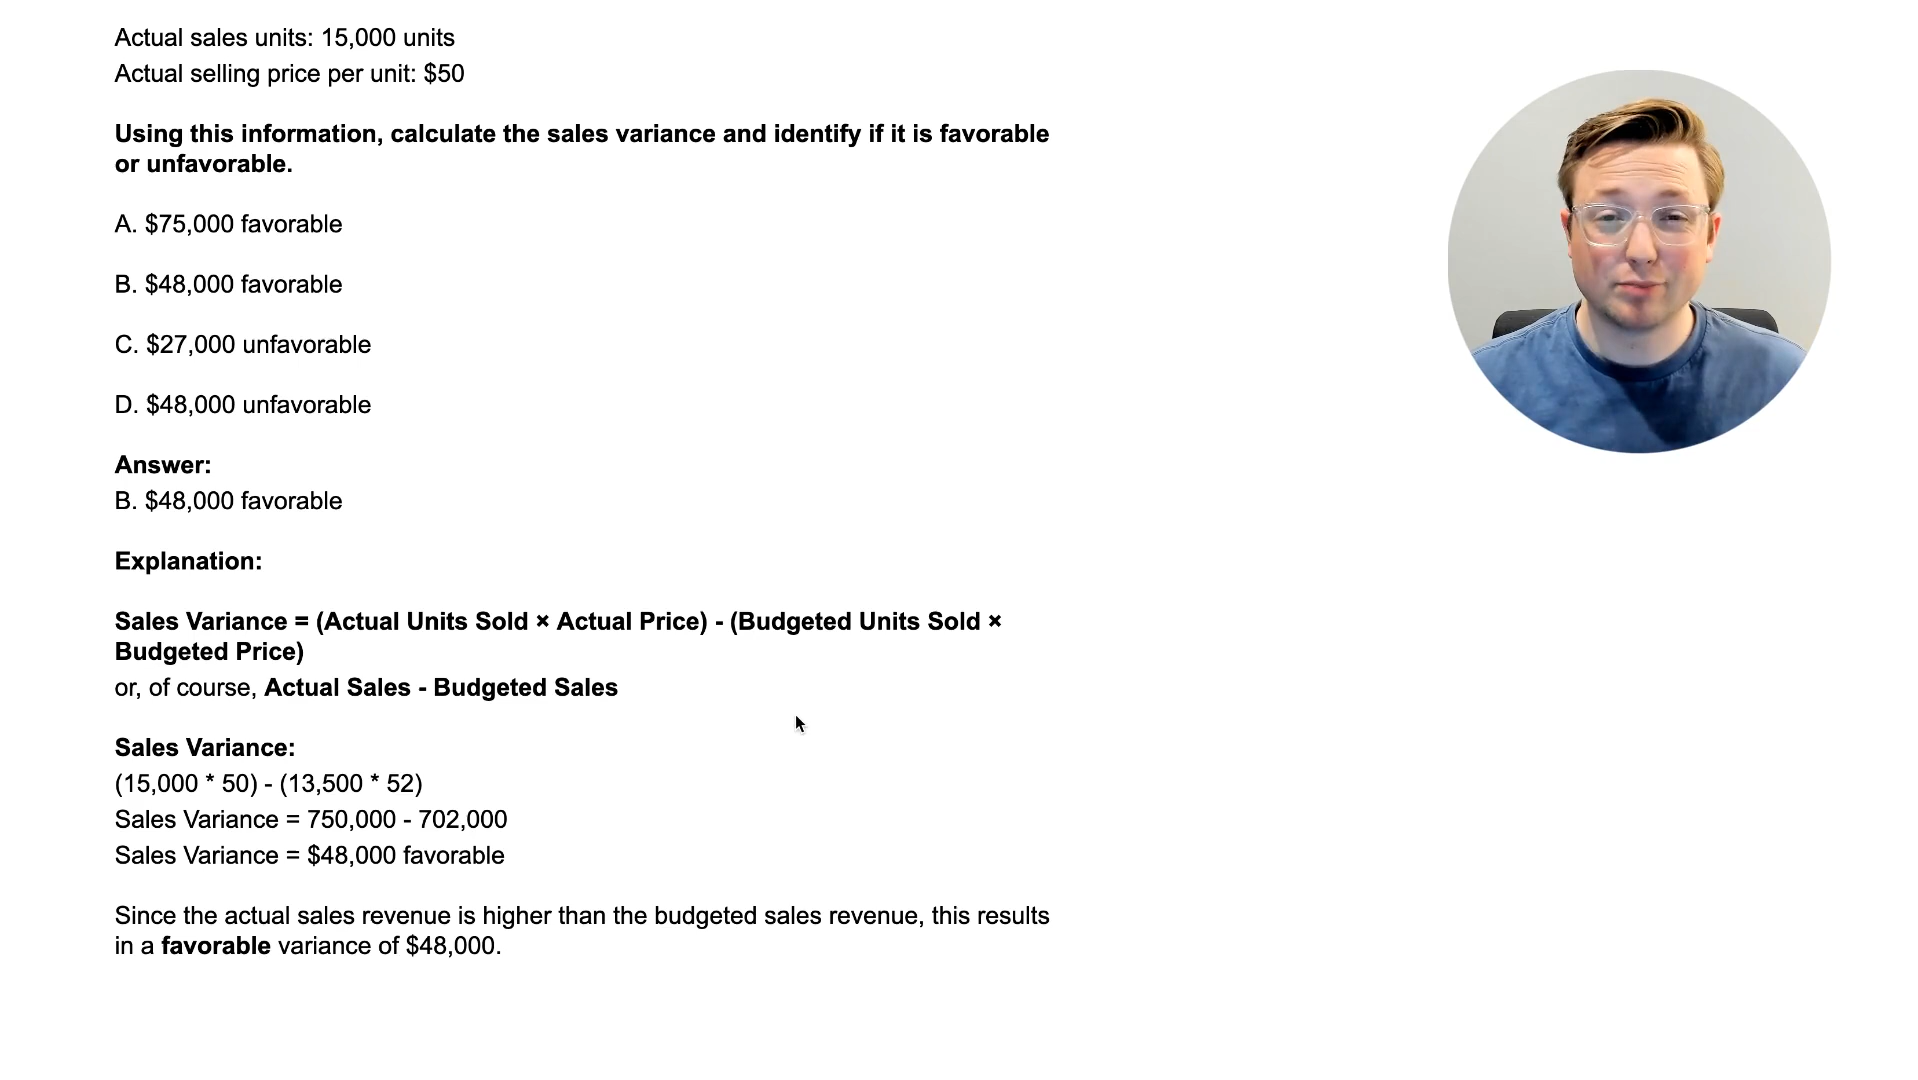 Actual sales units: 15,000 units
Actual selling price per unit: $50
Using this information, calculate the sales variance and identify if it is favorable
or unfavorable.
A. $75,000 favorable
B. $48,000 favorable
C. $27,000 unfavorable
D. $48,000 unfavorable
Answer:
B. $48,000 favorable
Explanation:
Sales Variance = (Actual Units Sold × Actual Price) - (Budgeted Units Sold ×
Budgeted Price)
or, of course, Actual Sales - Budgeted Sales
Sales Variance:
(15,000 * 50) - (13,500 * 52)
Sales Variance = 750,000 - 702,000
Sales Variance = $48,000 favorable
Since the actual sales revenue is higher than the budgeted sales revenue, this results
in a favorable variance of $48,000.